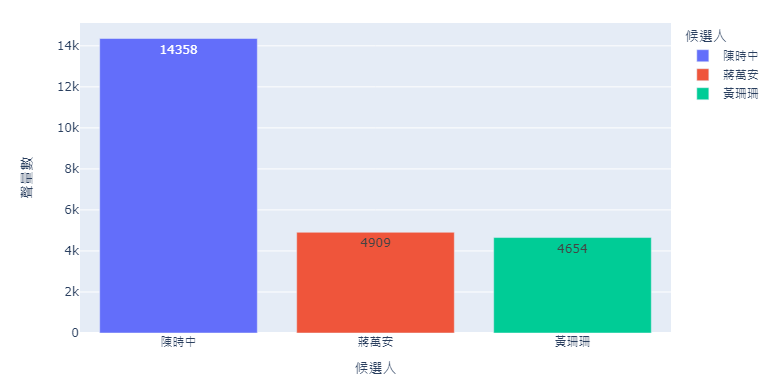 14k
12k
10k
8k
6k
4k
2k
0
聲量數
14358
4909
4654
陳時中
蔣萬安
黃珊珊
候選人
候選人
陳時中
蔣萬安
黃珊珊